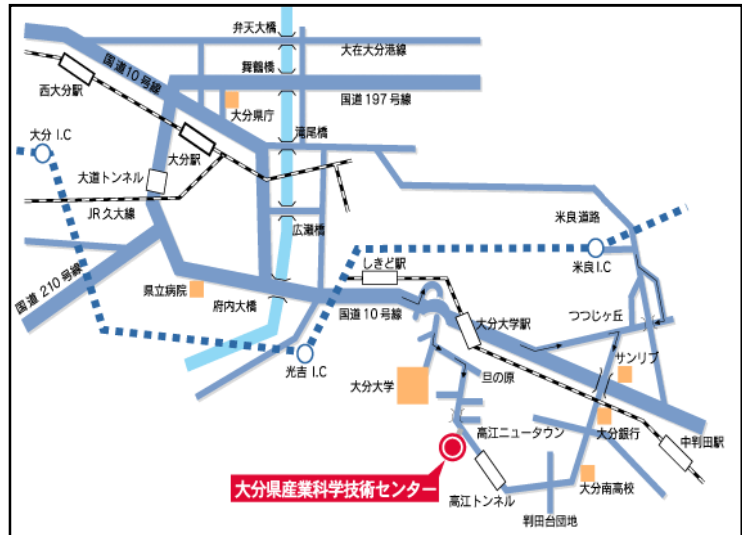 弁天大橋
大在大分港線
国道10号線
舞鶴橋
西大分駅
国道197号線
大分県庁
大分 I.C
滝尾橋
大分駅
大道トンネル
JR久大線
米良道路
広瀬橋
米良 I.C
しきど駅
国道 210号線
県立病院
府内大橋
国道10号線
大分大学駅
つつじヶ丘
光吉 I.C
サンリブ
大分大学
旦の原
高江ニュータウン
大分銀行
中判田駅
大分県産業科学技術センター
高江トンネル
大分南高校
判田台団地